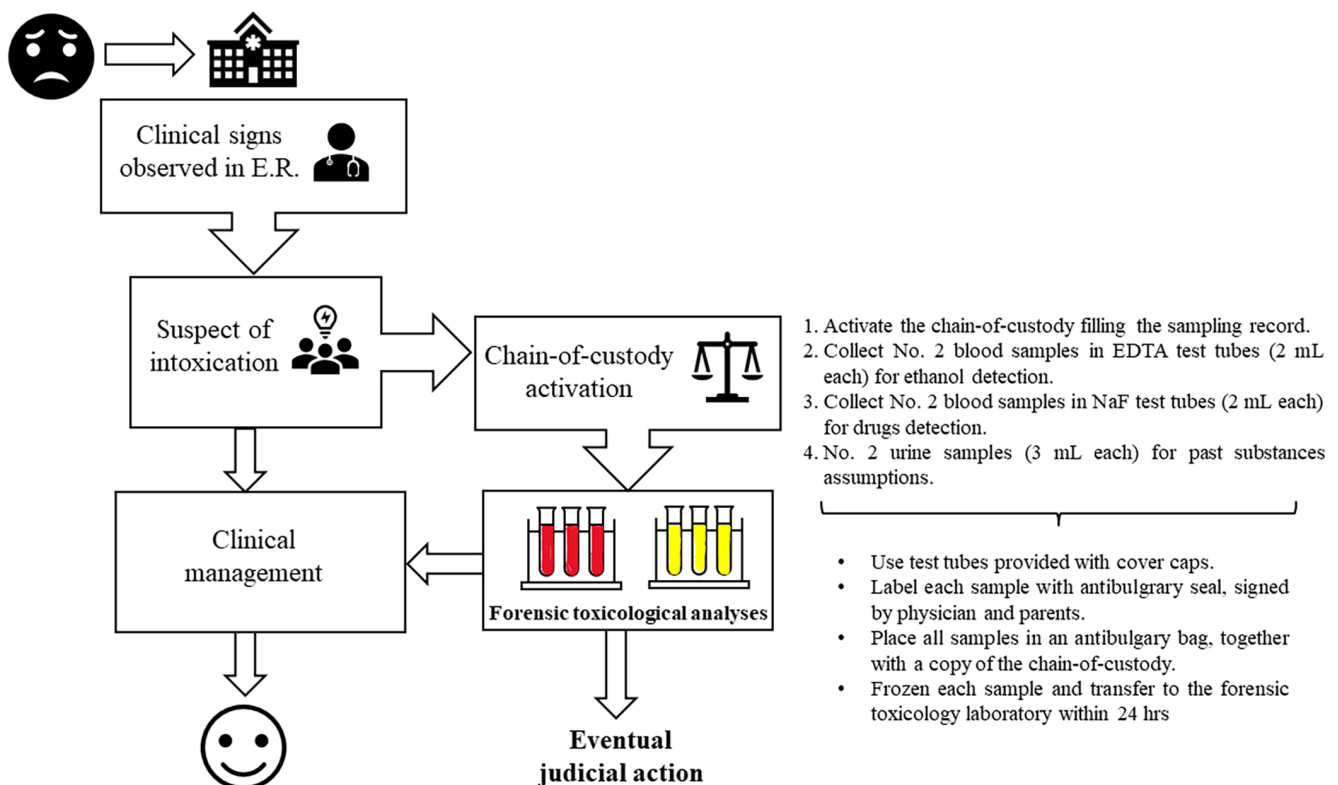 Clinical signs
observed in E.R.
Suspect of
intoxication
Chain-of-custody
activation
Clinical
management
Forensic toxicological analyses
Eventual
judicial action
1. Activate the chain-of-custody filling the sampling record.
2. Collect No. 2 blood samples in EDTA test tubes (2 mL
each) for ethanol detection.
3. Collect No. 2 blood samples in NaF test tubes (2 mL each)
for drugs detection.
4. No. 2 urine samples (3 mL each) for past substances
assumptions.
• Use test tubes provided with cover caps.
• Label each sample with antibulgrary seal, signed
by physician and parents.
• Place all samples in an antibulgary bag, together
with a copy of the chain-of-custody.
• Frozen each sample and transfer to the forensic
toxicology laboratory within 24 hrs